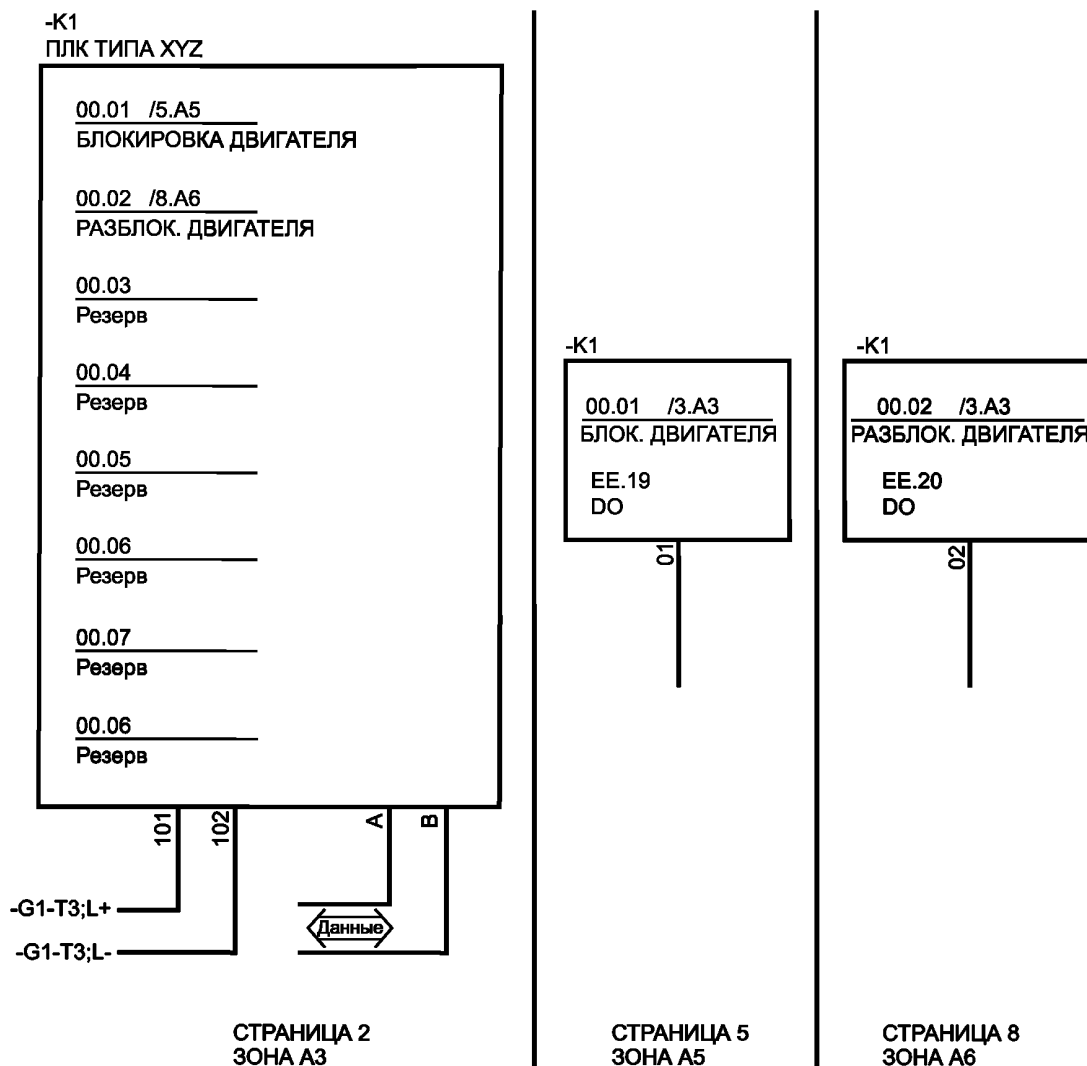 -K1
ПЛК ТИПА XYZ
00.01 /5.A5
БЛОКИРОВКА ДВИГАТЕЛЯ
00.02 /8.A6
РАЗБЛОК. ДВИГАТЕЛЯ
00.03
Резерв
00.04
Резерв
00.05
Резерв
00.06
Резерв
00.07
Резерв
00.06
Резерв
101
102
A
B
-G1-T3;L+
Данные
-G1-T3;L-
СТРАНИЦА 2
ЗОНА А3
-K1
00.01 /3.A3
БЛОК. ДВИГАТЕЛЯ
EE.19
DO
01
СТРАНИЦА 5
ЗОНА А5
-K1
00.02 /3.A3
РАЗБЛОК. ДВИГАТЕЛЯ
EE.20
DO
02
СТРАНИЦА 8
ЗОНА А6